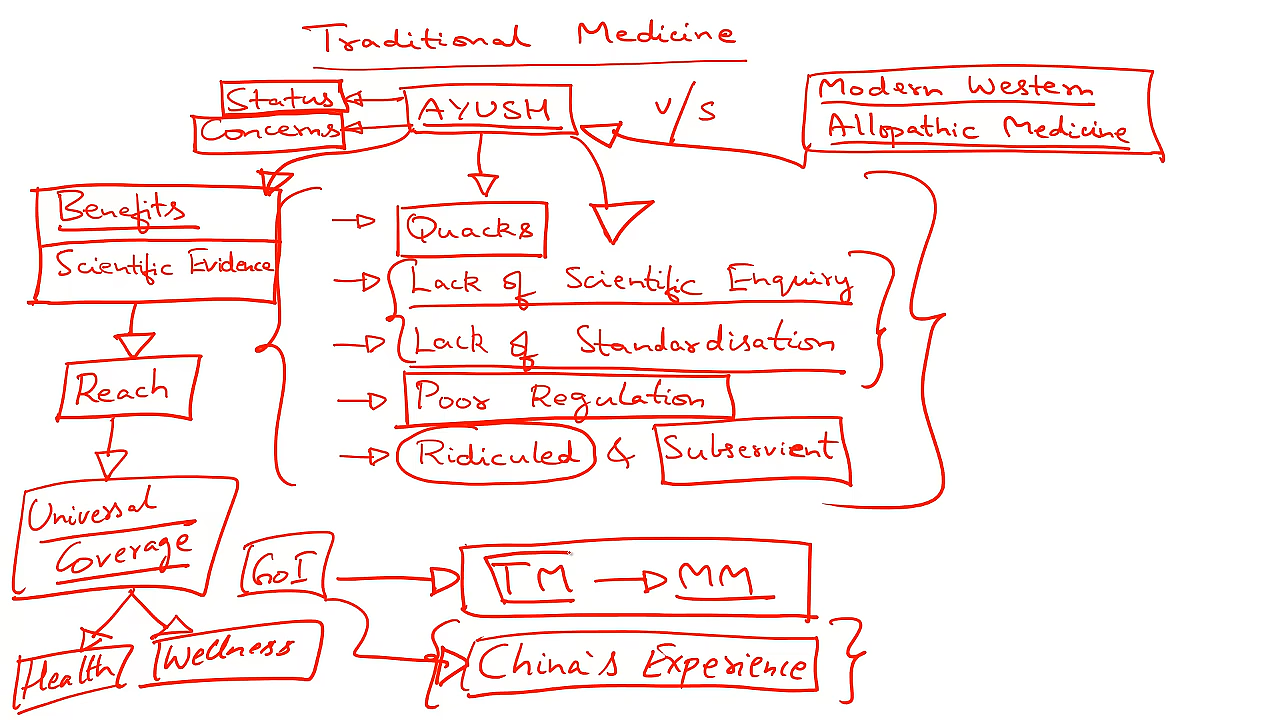 Traditional Medicine
Status
Concerns
AYUSH
v/s
Modern Western
Allopathic Medicine
Benefits
Scientific Evidence
Reach
Universal
Coverage
Health
Wellness
Quacks
Lack of Scientific Enquiry
Lack of Standardisation
Poor Regulation
Ridiculed & Subservient
GoI
TM MM
China's Experience